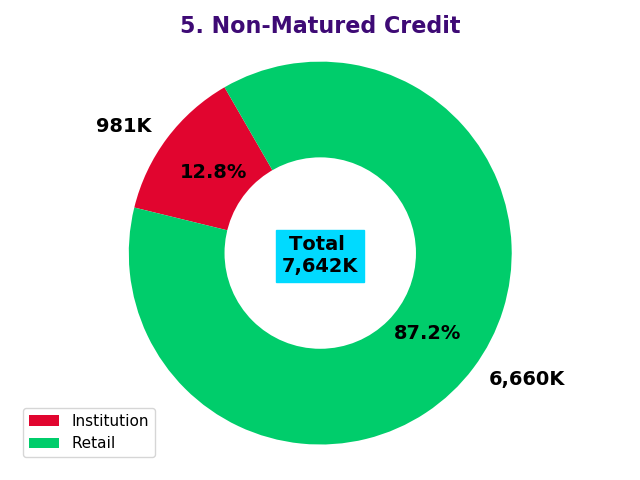 5. Non-Matured Credit
981K
12.8%
Total
7,642K
87.2%
6,660K
Institution
Retail